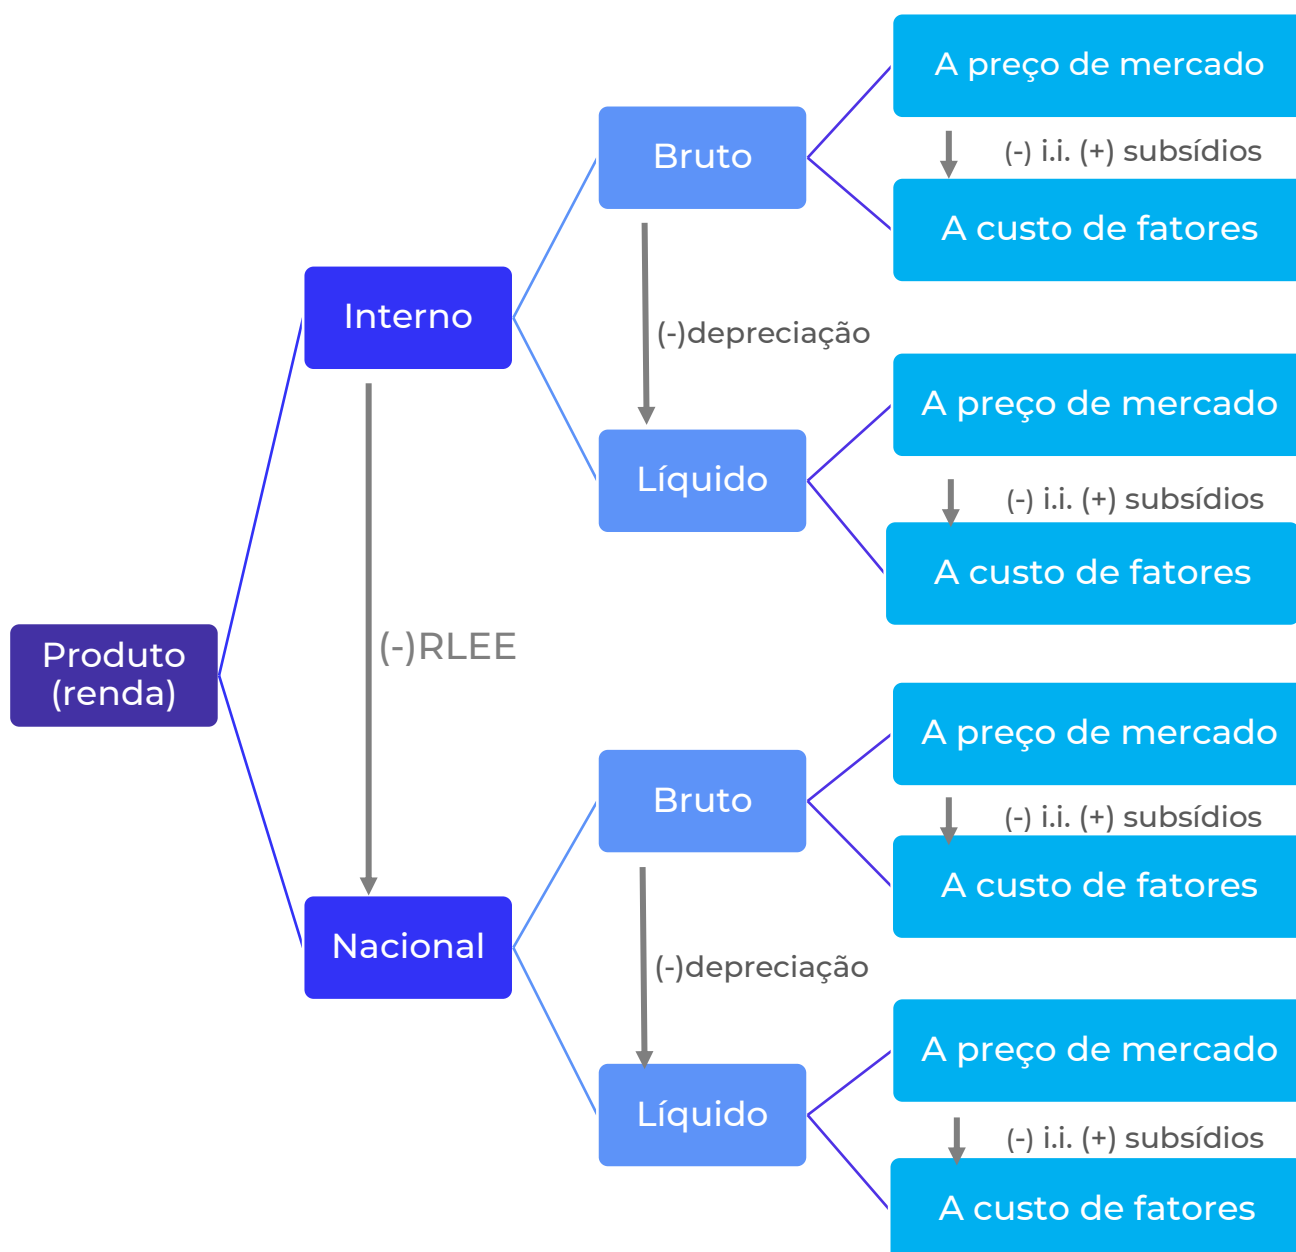 A preço de mercado
(-) i.i. (+) subsídios
A custo de fatores
Bruto
Interno
(-)depreciação
A preço de mercado
Líquido
(-) i.i. (+) subsídios
A custo de fatores
Produto
(renda)
(-)RLEE
A preço de mercado
Bruto
(-) i.i. (+) subsídios
A custo de fatores
Nacional
(-)depreciação
A preço de mercado
Líquido
(-) i.i. (+) subsídios
A custo de fatores